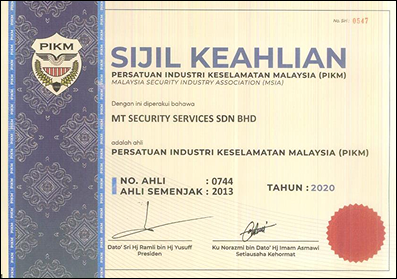 No. Siri : 0547
PIKM
SIJIL KEAHLIAN
PERSATUAN INDUSTRI KESELAMATAN MALAYSIA (PIKM)
MALAYSIA SECURITY INDUSTRY ASSOCIATION (MSIA)
Dengan ini diperakui bahawa
MT SECURITY SERVICES SDN BHD
adalah ahli
PERSATUAN INDUSTRI KESELAMATAN MALAYSIA (PIKM)
NO. AHLI : 0744
AHLI SEMENJAK : 2013
TAHUN : 2020
Dato' Sri Hj Ramli bin Hj Yusuff
Presiden
Ku Norazmi bin Dato' Hj Imam Asmawi
Setiausaha Kehormat